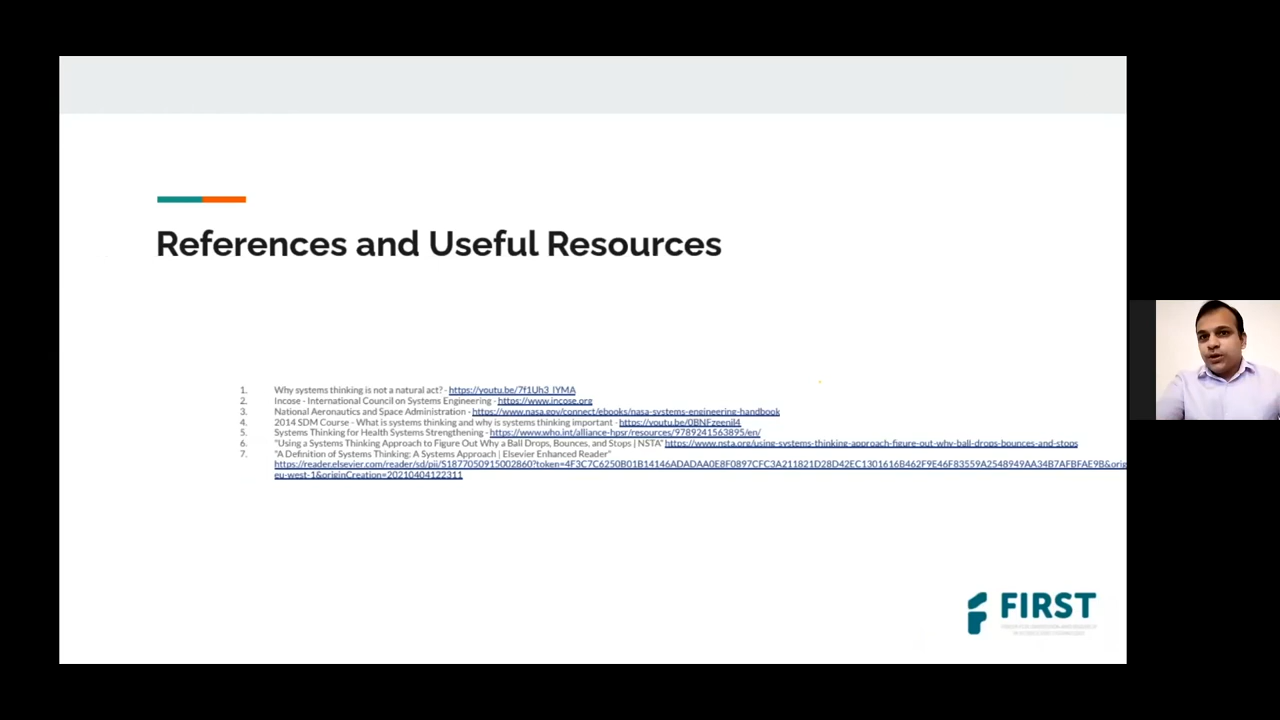 References and Useful Resources
1. Why systems thinking is not a natural act? - https://youtu.be/7f1Uh3_IYMA
2. Incose - International Council on Systems Engineering - https://www.incose.org
3. National Aeronautics and Space Administration - https://www.nasa.gov/connect/ebooks/nasa-systems-engineering-handbook
4. 2014 SDM Course - What is systems thinking and why is systems thinking important - https://youtu.be/0BNFzeenil4
5. Systems Thinking for Health Systems Strengthening - https://www.who.int/alliance-hpsr/resources/9789241563895/en/
6. "Using a Systems Thinking Approach to Figure Out Why a Ball Drops, Bounces, and Stops | NSTA" https://www.nsta.org/using-systems-thinking-approach-figure-out-why-ball-drops-bounces-and-stops
7. "A Definition of Systems Thinking: A Systems Approach | Elsevier Enhanced Reader"
https://reader.elsevier.com/reader/sd/pii/S1877050915002860?token=4F3C7C6250B01B14146ADADAA0E8F0897CFC3A211821D28D42EC1301616B462F9E46F83559A2548949AA34B7AFBFAE9B&orig
eu-west-1&originCreation=20210404122311
FIRST